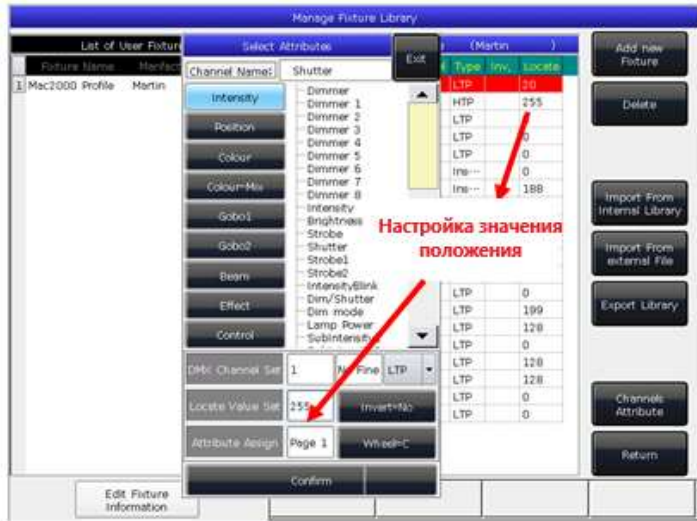 Manage Fixture Library
List of User Fixtur
Select Attributes
(Martin )
Exit
Add new
Fixture
Fixture Name Manfact
Channel Name:
Shutter
Type Inv. Locate
1 Mac2000 Profile Martin
LTP 20
HTP 255
LTP
LTP 0
LTP 0
Ins··· 0
Ins··· 188
Intensity
Position
Colour
Colour-Mix
Gobo1
Gobo2
Beam
Effect
Control
Dimmer
Dimmer 1
Dimmer 2
Dimmer 3
Dimmer 4
Dimmer 5
Dimmer 6
Dimmer 7
Dimmer 8
Intensity
Brightness
Strobe
Shutter
Strobe1
Strobe2
IntensityBlink
Dim/Shutter
Dim mode
Lamp Power
SubIntensity
Настройка значения
положения
LTP 0
LTP 199
LTP 128
LTP 0
LTP 128
LTP 128
LTP 0
LTP 0
Delete
Import From
Internal Library
Import From
external File
Export Library
Channels
Attribute
Return
DMX Channel Set 1 No Fine LTP
Locate Value Set 255 Invert=No
Attribute Assign Page 1 Wheel=C
Confirm
Edit Fixture
Information